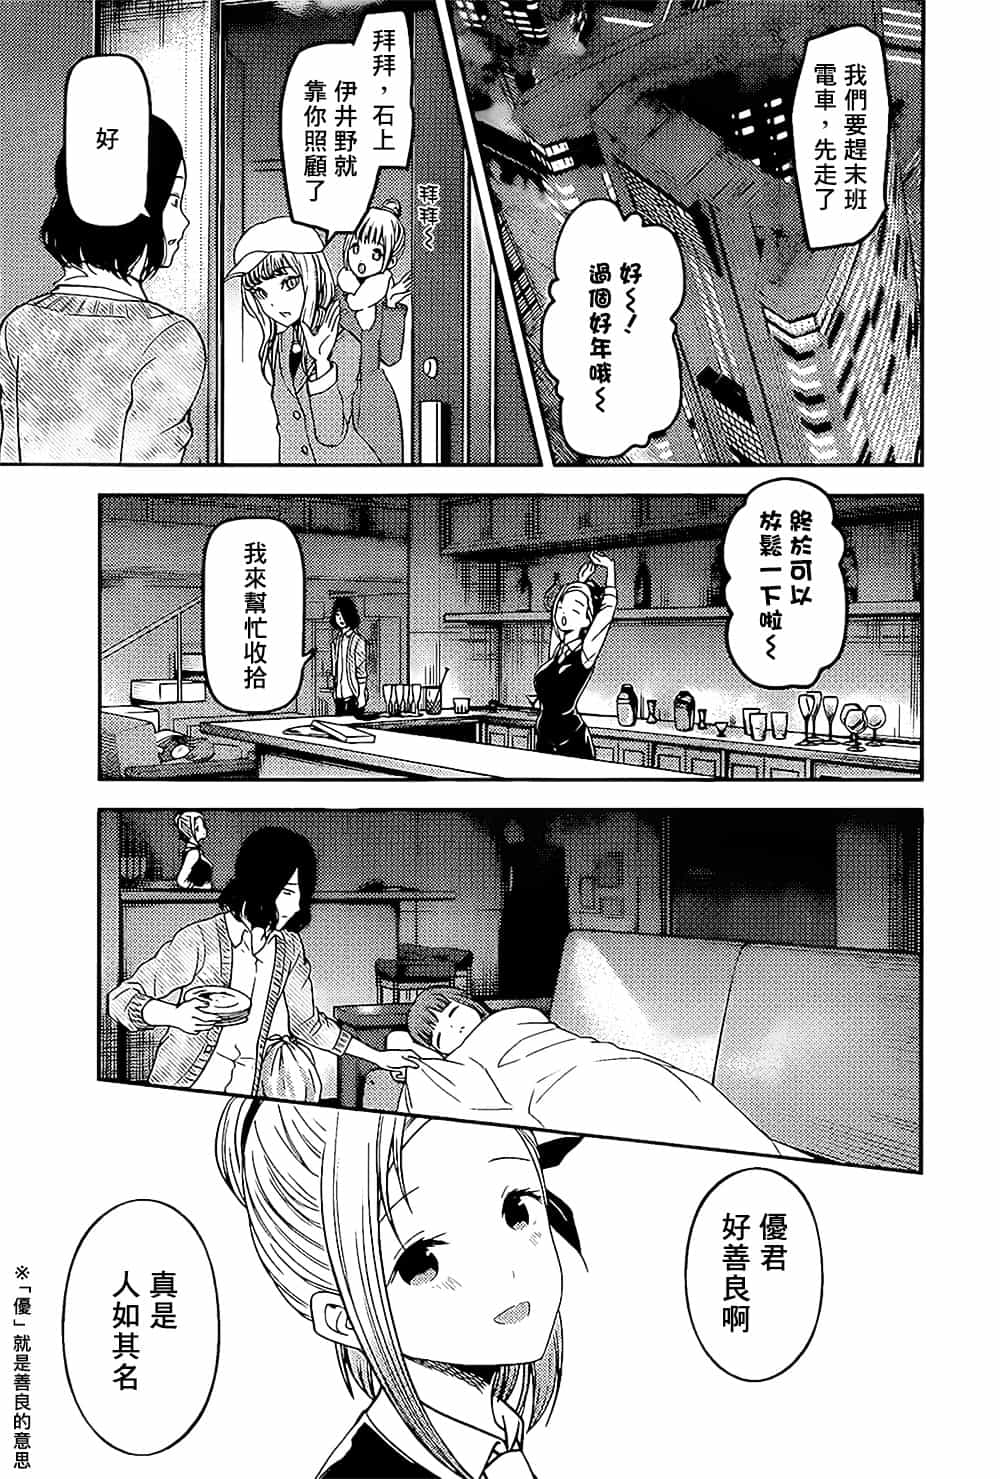 我們要趕末班
電車，先走了
好～！
過個好年哦～
拜拜，石上
伊井野就
靠你照顧了
拜拜～
好
終於可以
放鬆一下啦～
我來幫忙收拾
優君
好善良啊
真是
人如其名
※「優」就是善良的意思